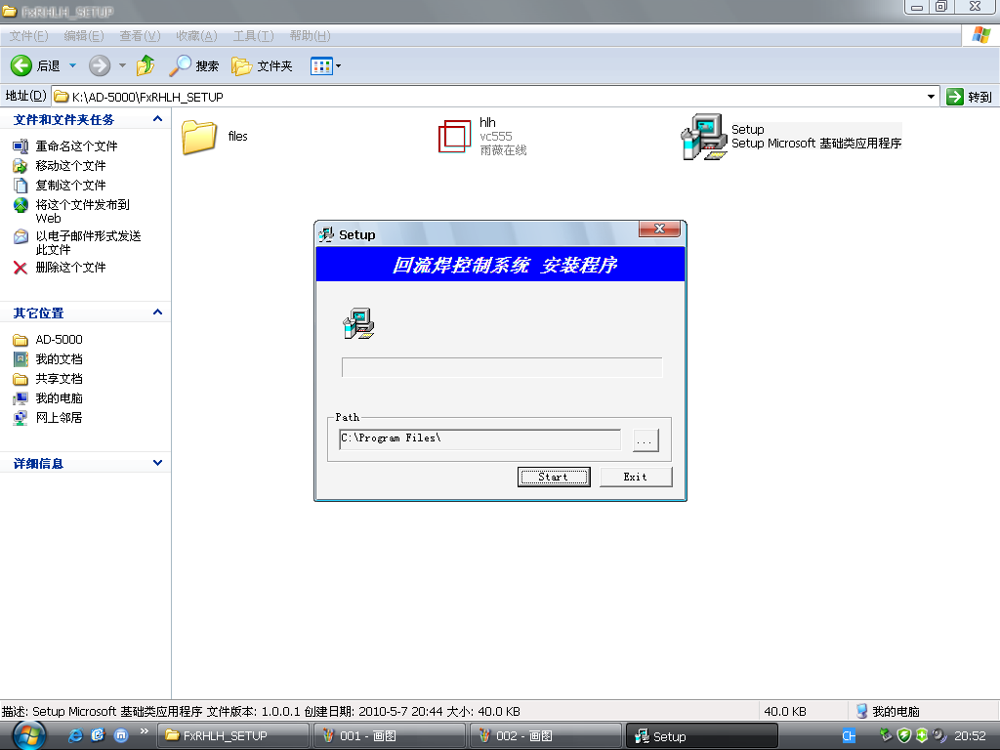 FxRHLH_SETUP
文件(F) 编辑(E) 查看(V) 收藏(A) 工具(T) 帮助(H)
后退 搜索 文件夹
地址(D) K:\AD-5000\FxRHLH_SETUP 转到
文件和文件夹任务
重命名这个文件
移动这个文件
复制这个文件
将这个文件发布到
Web
以电子邮件形式发送
此文件
删除这个文件
其它位置
AD-5000
我的文档
共享文档
我的电脑
网上邻居
详细信息
files
hlh
vc555
雨薇在线
Setup
Setup Microsoft 基础类应用程序
Setup
回流焊控制系统 安装程序
Path
C:\Program Files\
...
Start Exit
描述: Setup Microsoft 基础类应用程序 文件版本: 1.0.0.1 创建日期: 2010-5-7 20:44 大小: 40.0 KB 40.0 KB 我的电脑
» FxRHLH_SETUP 001 - 画图 002 - 画图 Setup CH 20:52